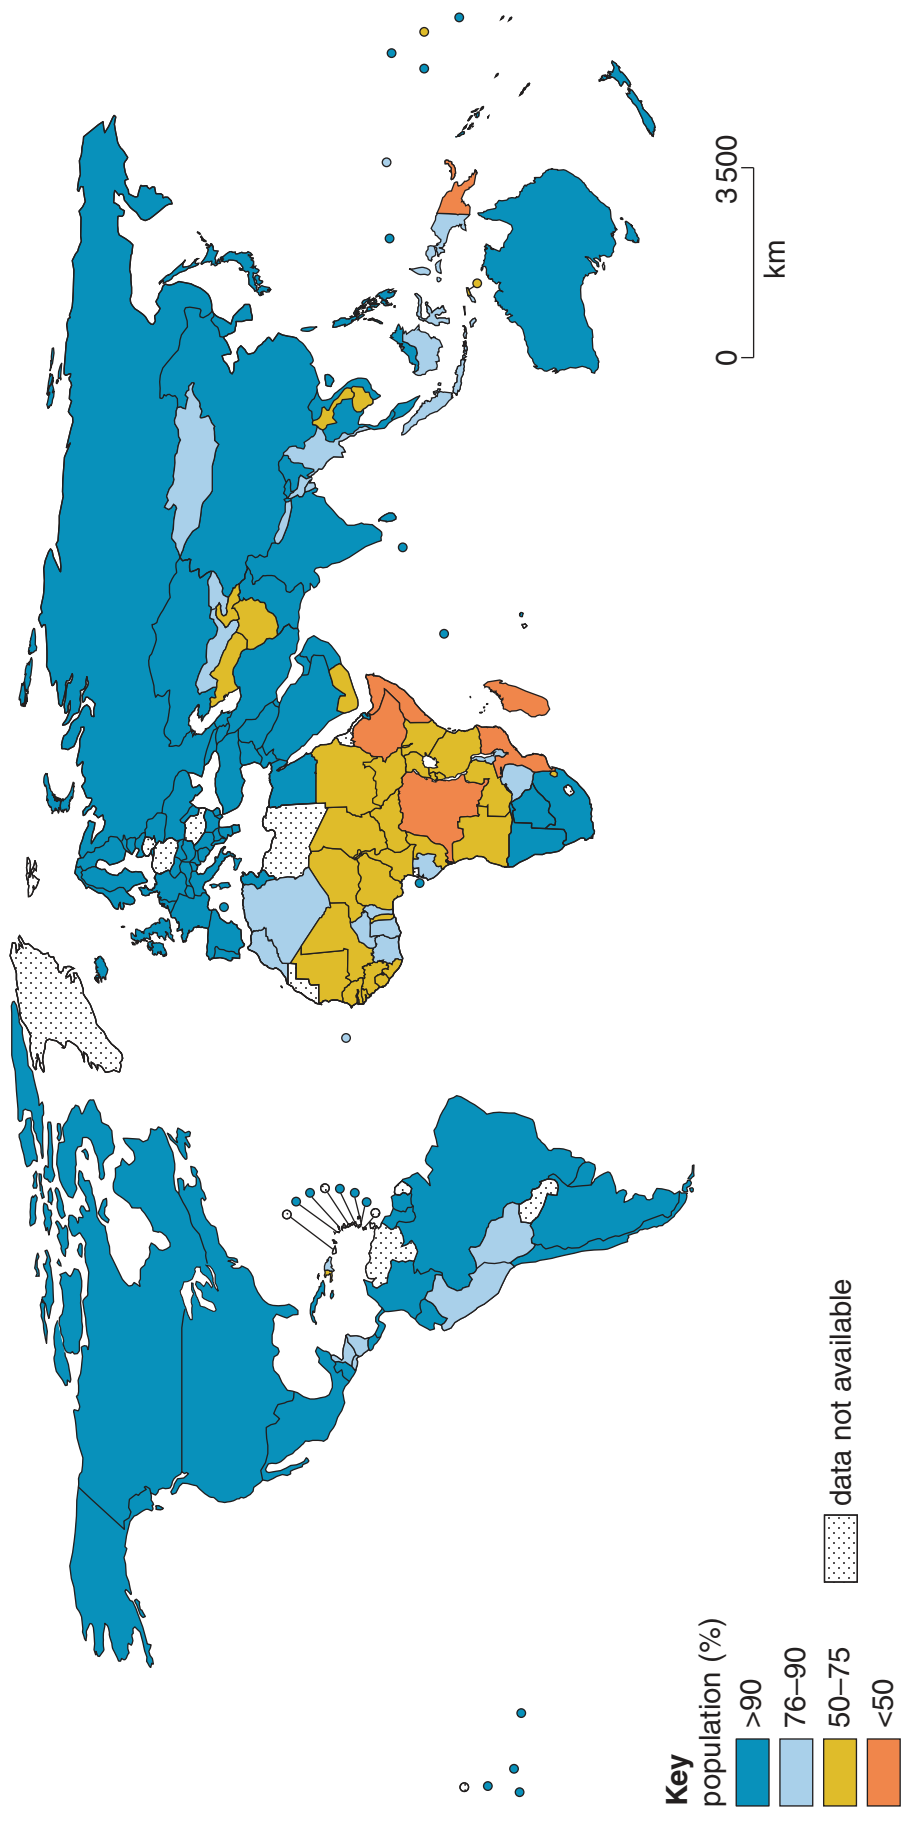 0 3500
km
Key
population (%)
>90
76–90
50–75
<50
data not available